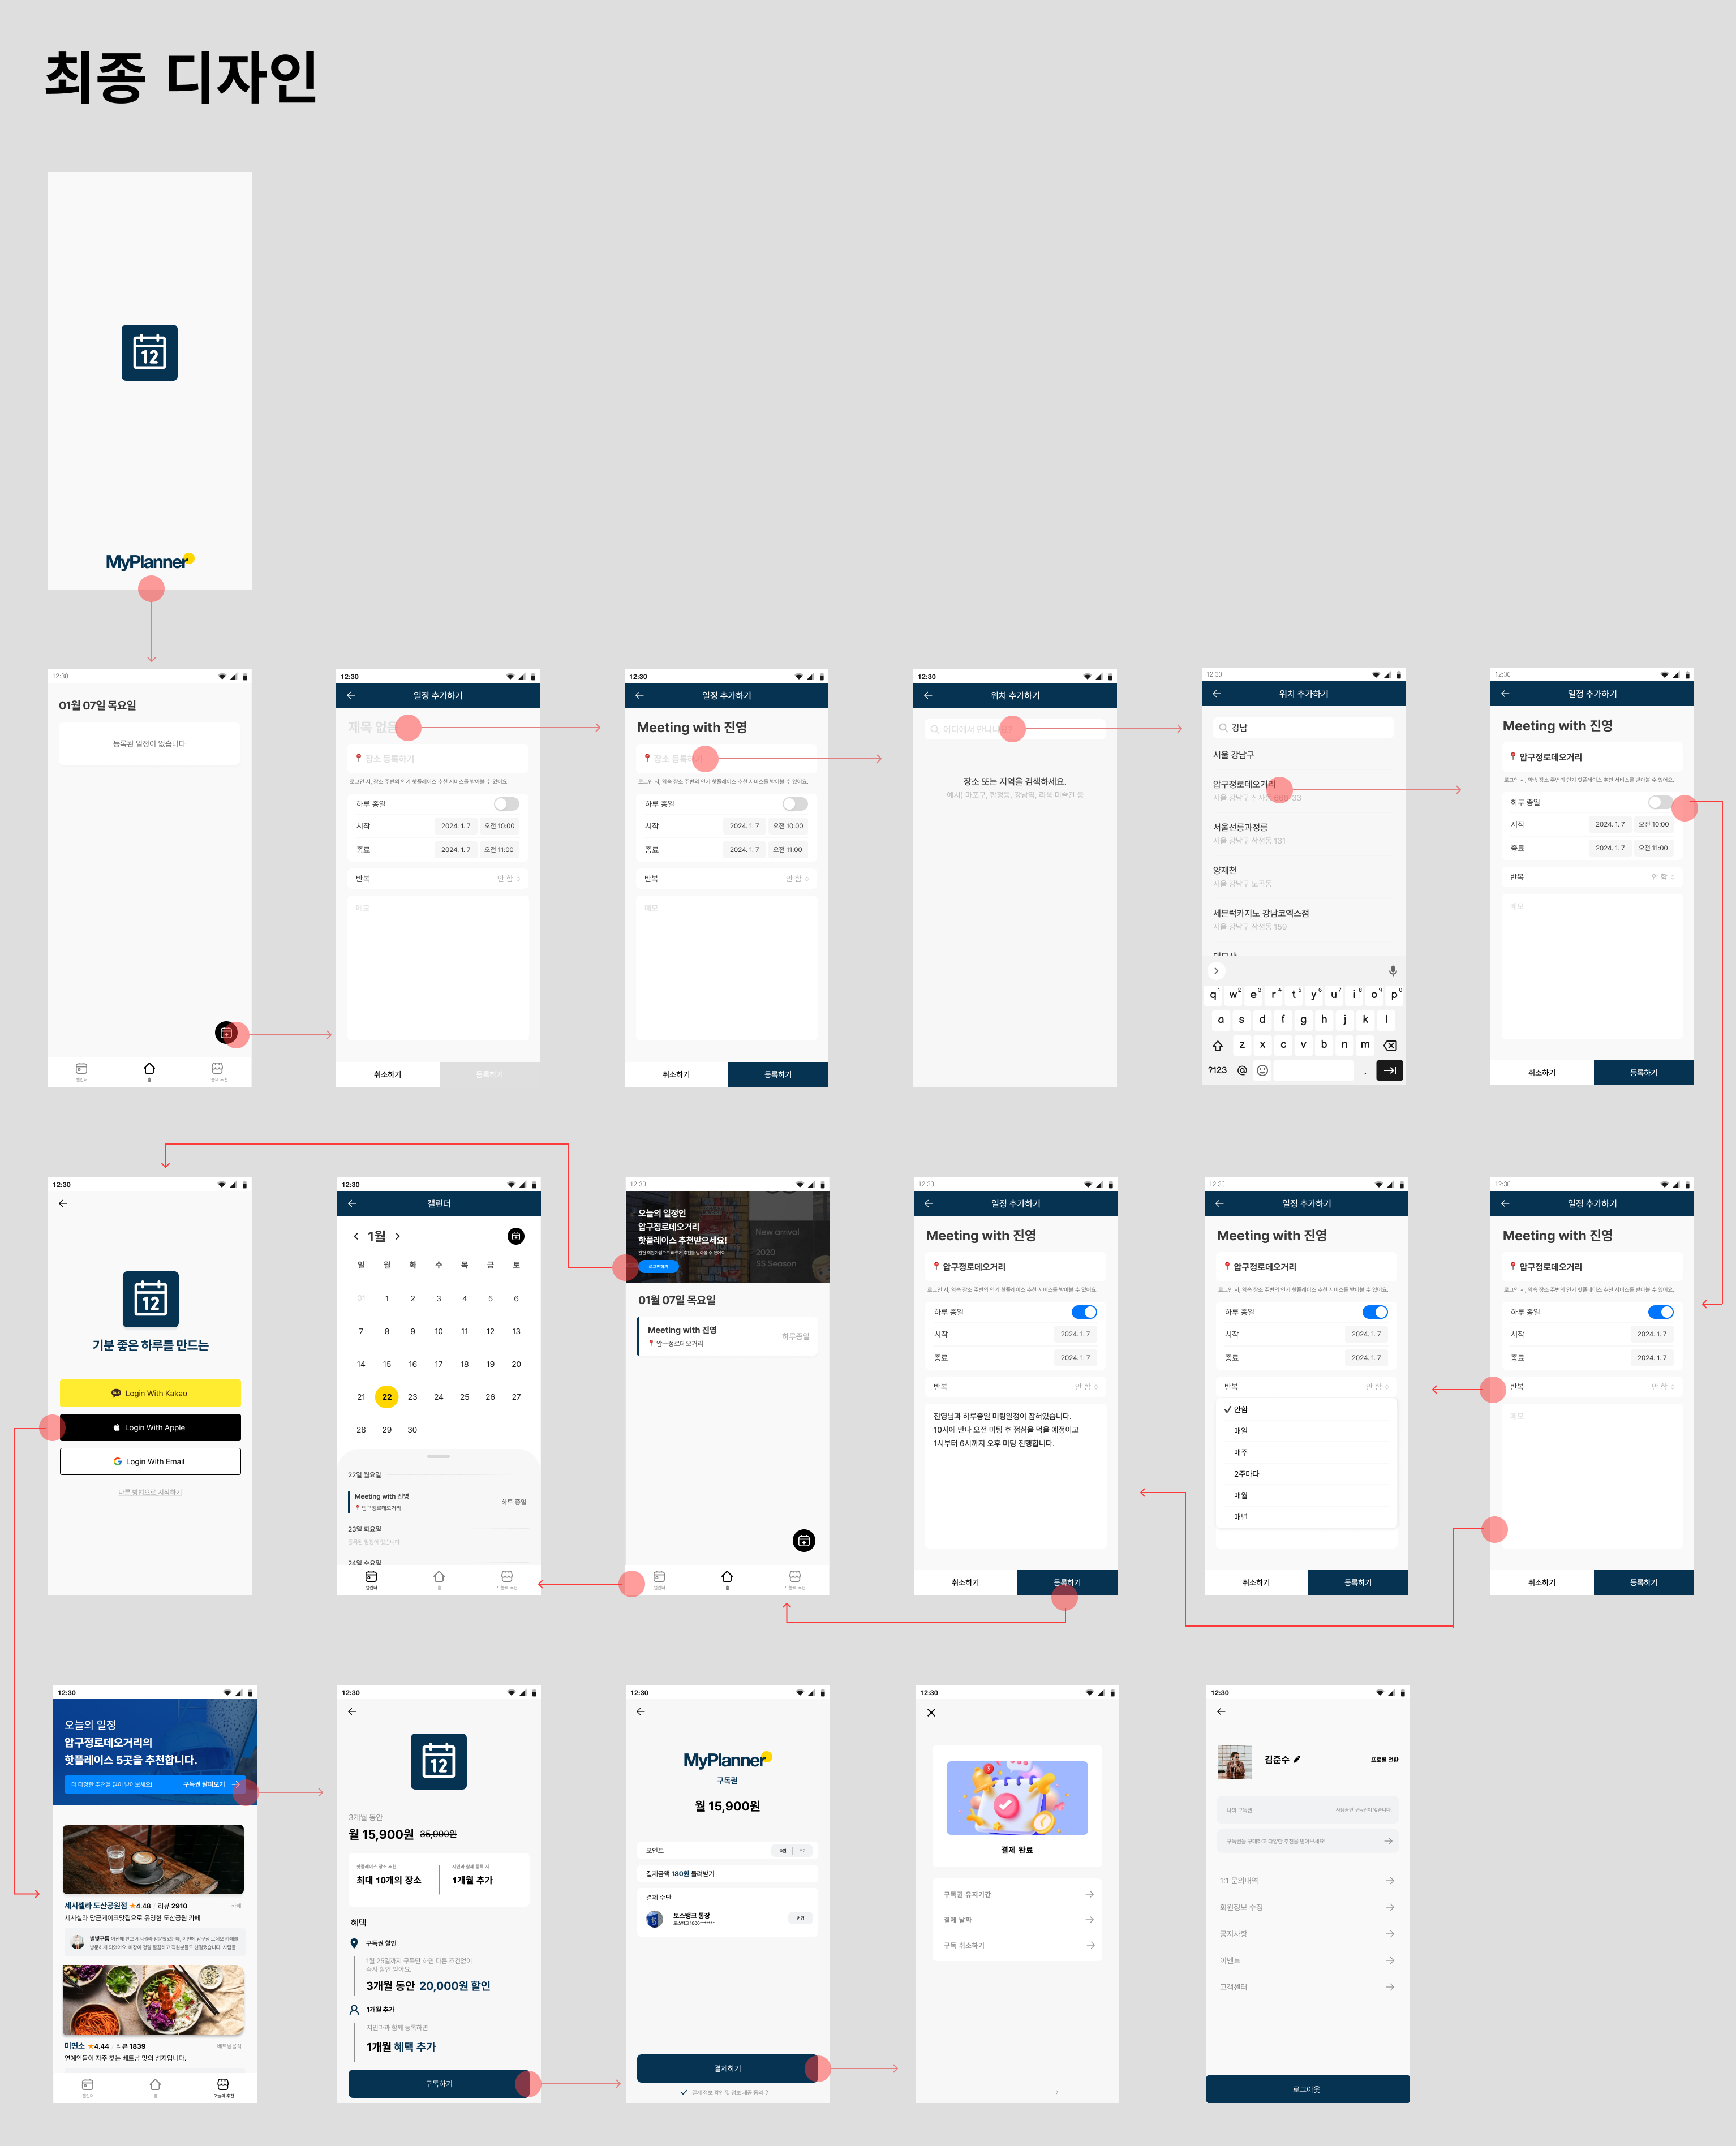 최종 디자인
12
MyPlanner
12:30
01월 07일 목요일
등록된 일정이 없습니다
캘린더
홈
오늘의 추천
12:30
일정 추가하기
제목 없음
장소 등록하기
로그인 시, 약속 장소 주변의 인기 핫플레이스 추천 서비스를 받아볼 수 있어요.
하루 종일
시작 2024. 1. 7 오전 10:00
종료 2024. 1. 7 오전 11:00
반복 안 함
메모
취소하기 등록하기
12:30
일정 추가하기
Meeting with 진영
장소 등록하기
로그인 시, 약속 장소 주변의 인기 핫플레이스 추천 서비스를 받아볼 수 있어요.
하루 종일
시작 2024. 1. 7 오전 10:00
종료 2024. 1. 7 오전 11:00
반복 안 함
메모
취소하기 등록하기
12:30
위치 추가하기
어디에서 만나나요?
장소 또는 지역을 검색하세요.
예시) 마포구, 합정동, 강남역, 리움 미술관 등
12:30
위치 추가하기
강남
서울 강남구
압구정로데오거리
서울 강남구 신사동 668-33
서울선릉과정릉
서울 강남구 삼성동 131
양재천
서울 강남구 도곡동
세븐럭카지노 강남코엑스점
서울 강남구 삼성동 159
대모산
q1 w2 e3 r4 t5 y6 u7 i8 o9 p0
a s d f g h j k l
z x c v b n m
?123 @ .
12:30
일정 추가하기
Meeting with 진영
압구정로데오거리
로그인 시, 약속 장소 주변의 인기 핫플레이스 추천 서비스를 받아볼 수 있어요.
하루 종일
시작 2024. 1. 7 오전 10:00
종료 2024. 1. 7 오전 11:00
반복 안 함
메모
취소하기 등록하기
12:30
12
기분 좋은 하루를 만드는
Login With Kakao
Login With Apple
Login With Email
다른 방법으로 시작하기
12:30
캘린더
1월
일 월 화 수 목 금 토
31 1 2 3 4 5 6
7 8 9 10 11 12 13
14 15 16 17 18 19 20
21 22 23 24 25 26 27
28 29 30
22일 월요일
Meeting with 진영
압구정로데오거리
하루 종일
23일 화요일
등록된 일정이 없습니다
24일 수요일
캘린더
홈
오늘의 추천
12:30
오늘의 일정인
압구정로데오거리
핫플레이스 추천받으세요!
간편 회원가입으로 빠르게 추천을 받아볼 수 있어요
로그인하기
New arrival
2020
SS Season
01월 07일 목요일
Meeting with 진영
압구정로데오거리
하루종일
캘린더
홈
오늘의 추천
12:30
일정 추가하기
Meeting with 진영
압구정로데오거리
로그인 시, 약속 장소 주변의 인기 핫플레이스 추천 서비스를 받아볼 수 있어요.
하루 종일
시작 2024. 1. 7
종료 2024. 1. 7
반복 안 함
진영님과 하루종일 미팅일정이 잡혀있습니다.
10시에 만나 오전 미팅 후 점심을 먹을 예정이고
1시부터 6시까지 오후 미팅 진행합니다.
취소하기 등록하기
12:30
일정 추가하기
Meeting with 진영
압구정로데오거리
로그인 시, 약속 장소 주변의 인기 핫플레이스 추천 서비스를 받아볼 수 있어요.
하루 종일
시작 2024. 1. 7
종료 2024. 1. 7
반복 안 함
안함
매일
매주
2주마다
매월
매년
취소하기 등록하기
12:30
일정 추가하기
Meeting with 진영
압구정로데오거리
로그인 시, 약속 장소 주변의 인기 핫플레이스 추천 서비스를 받아볼 수 있어요.
하루 종일
시작 2024. 1. 7
종료 2024. 1. 7
반복 안 함
메모
취소하기 등록하기
12:30
오늘의 일정
압구정로데오거리의
핫플레이스 5곳을 추천합니다.
더 다양한 추천을 많이 받아보세요! 구독권 살펴보기
세시셀라 도산공원점 ★4.48 리뷰 2910 카페
세시셀라 당근케이크맛집으로 유명한 도산공원 카페
미면소 ★4.44 리뷰 1839 베트남음식
연예인들이 자주 찾는 베트남 맛의 성지입니다.
캘린더
홈
오늘의 추천
12:30
12
3개월 동안
월 15,900원 35,900원
핫플레이스 장소 추천
최대 10개의 장소
지인과 함께 등록 시
1개월 추가
혜택
구독권 할인
1월 25일까지 구독만 하면 다른 조건없이
즉시 할인 받아요.
3개월 동안 20,000원 할인
1개월 추가
지인과과 함께 등록하면
1개월 혜택 추가
구독하기
12:30
MyPlanner
구독권
월 15,900원
포인트 0원
결제금액 180원 돌려받기
결제 수단
토스뱅크 통장
토스뱅크 1000*******
변경
결제하기
결제 정보 확인 및 정보 제공 동의
12:30
결제 완료
구독권 유지기간
결제 날짜
구독 취소하기
12:30
김준수
프로필 전환
나의 구독권 사용중인 구독권이 없습니다.
구독권을 구매하고 다양한 추천을 받아보세요!
1:1 문의내역
회원정보 수정
공지사항
이벤트
고객센터
로그아웃